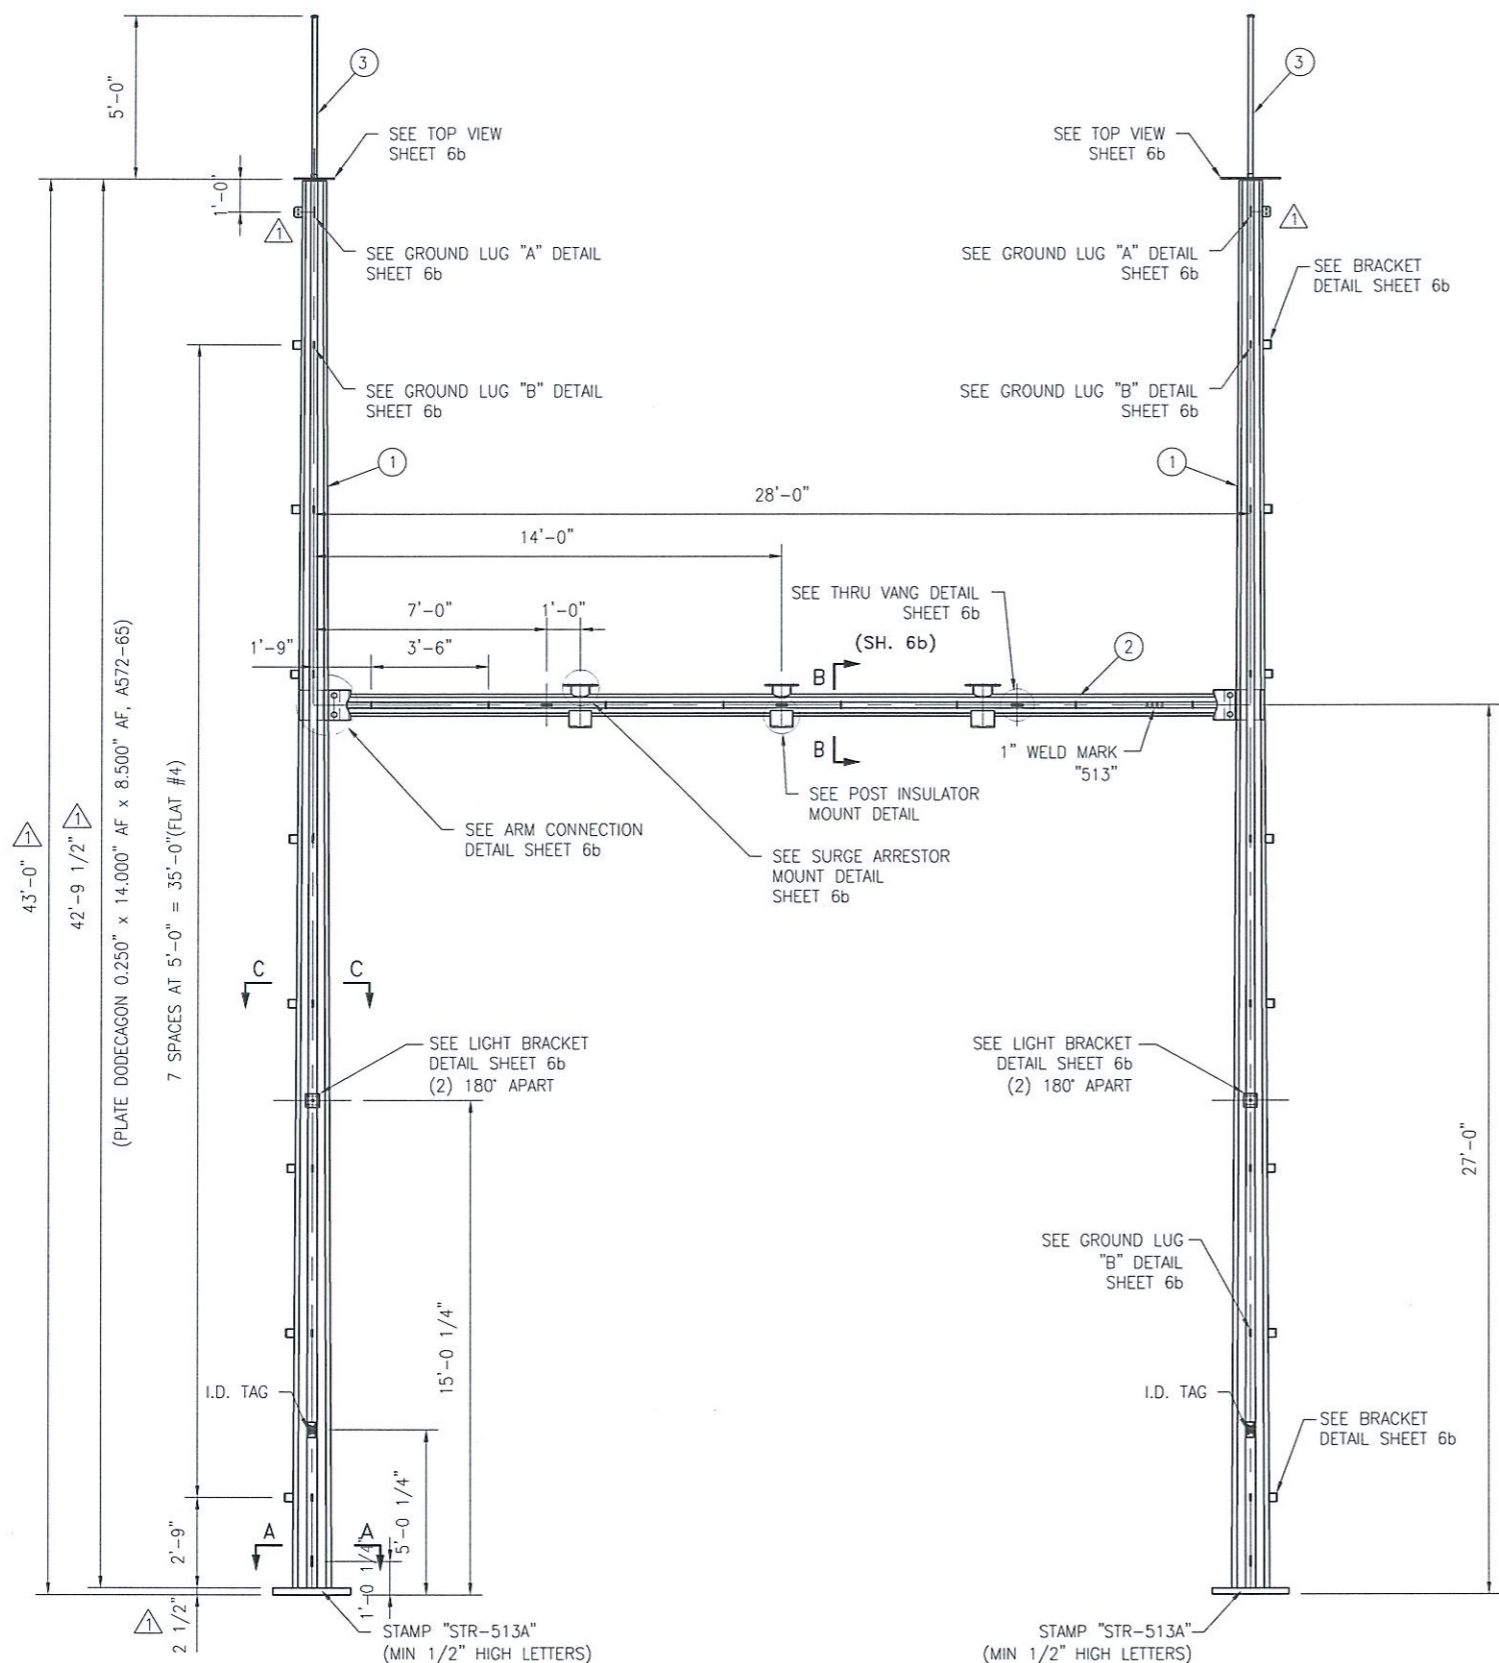 5'-0"
3
3
SEE TOP VIEW
SHEET 6b
SEE TOP VIEW
SHEET 6b
1'-0"
1
1
SEE GROUND LUG "A" DETAIL
SHEET 6b
SEE GROUND LUG "A" DETAIL
SHEET 6b
SEE BRACKET
DETAIL SHEET 6b
SEE GROUND LUG "B" DETAIL
SHEET 6b
SEE GROUND LUG "B" DETAIL
SHEET 6b
1
1
28'-0"
14'-0"
7'-0"
1'-0"
SEE THRU VANG DETAIL
SHEET 6b
1'-9"
3'-6"
B
(SH. 6b)
2
B
1" WELD MARK
"513"
SEE POST INSULATOR
MOUNT DETAIL
SEE ARM CONNECTION
DETAIL SHEET 6b
SEE SURGE ARRESTOR
MOUNT DETAIL
SHEET 6b
43'-0" 1
42'-9 1/2" 1
(PLATE DODECAGON 0.250" x 14.000" AF x 8.500" AF, A572-65)
7 SPACES AT 5'-0" = 35'-0"(FLAT #4)
C
C
SEE LIGHT BRACKET
DETAIL SHEET 6b
(2) 180° APART
SEE LIGHT BRACKET
DETAIL SHEET 6b
(2) 180° APART
27'-0"
SEE GROUND LUG
"B" DETAIL
SHEET 6b
15'-0 1/4"
I.D. TAG
I.D. TAG
SEE BRACKET
DETAIL SHEET 6b
5'-0 1/4"
2'-9"
A
A
1'-0 1/4"
1
2 1/2"
STAMP "STR-513A"
(MIN 1/2" HIGH LETTERS)
STAMP "STR-513A"
(MIN 1/2" HIGH LETTERS)